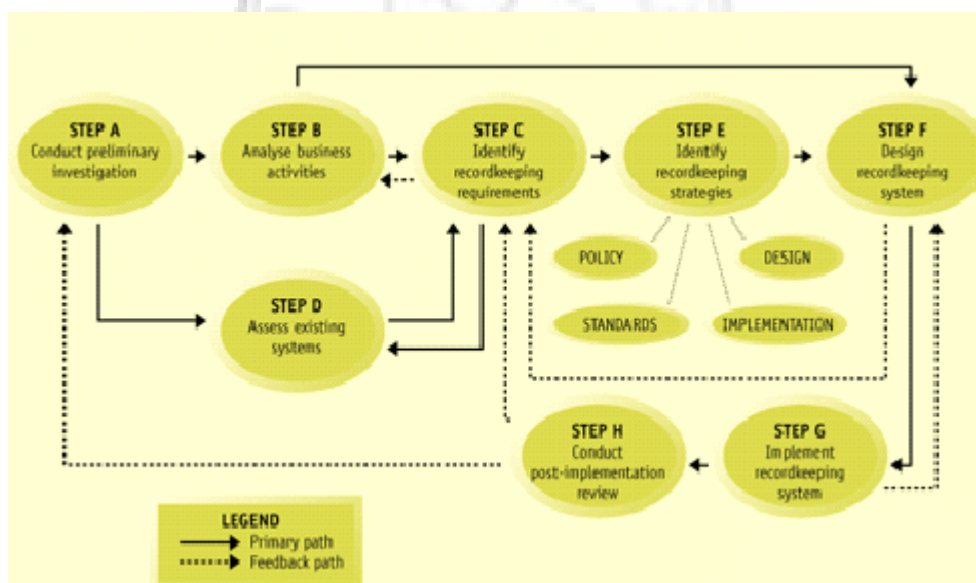 STEP A
Conduct preliminary
investigation
STEP B
Analyse business
activities
STEP C
Identify
recordkeeping
requirements
STEP E
Identify
recordkeeping
strategies
STEP F
Design
recordkeeping
system
POLICY
DESIGN
STANDARDS
IMPLEMENTATION
STEP D
Assess existing
systems
STEP H
Conduct
post-implementation
review
STEP G
Implement
recordkeeping
system
LEGEND
Primary path
Feedback path